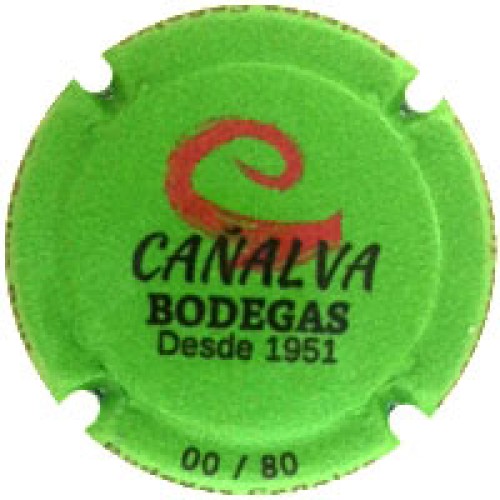 CAÑALVA
BODEGAS
Desde 1951
00 / 80